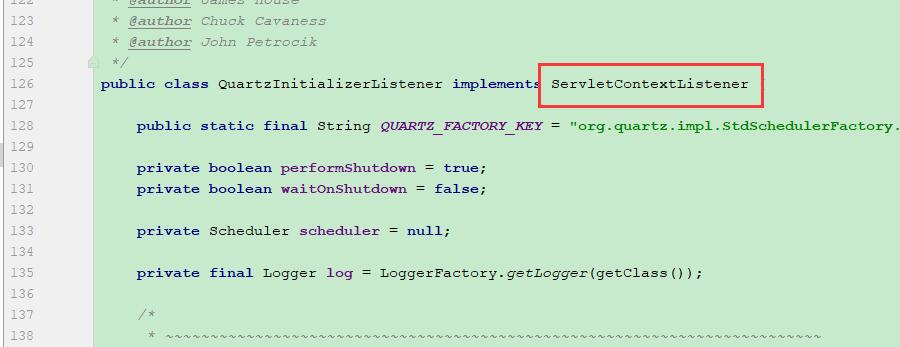 122 * @author James House
123 * @author Chuck Cavaness
124 * @author John Petrocik
125 */
126 public class QuartzInitializerListener implements ServletContextListener
127
128 public static final String QUARTZ_FACTORY_KEY = "org.quartz.impl.StdSchedulerFactory.
129
130 private boolean performShutdown = true;
131 private boolean waitOnShutdown = false;
132
133 private Scheduler scheduler = null;
134
135 private final Logger log = LoggerFactory.getLogger(getClass());
136
137 /*
138 * ~~~~~~~~~~~~~~~~~~~~~~~~~~~~~~~~~~~~~~~~~~~~~~~~~~~~~~~~~~~~~~~~~~~~~~~~~